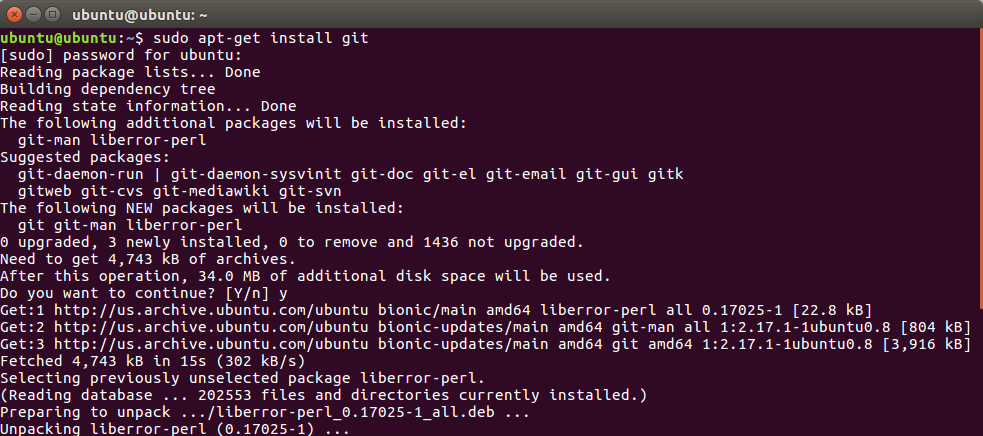 ubuntu@ubuntu: ~
ubuntu@ubuntu:~$ sudo apt-get install git
[sudo] password for ubuntu:
Reading package lists... Done
Building dependency tree
Reading state information... Done
The following additional packages will be installed:
  git-man liberror-perl
Suggested packages:
  git-daemon-run | git-daemon-sysvinit git-doc git-el git-email git-gui gitk
  gitweb git-cvs git-mediawiki git-svn
The following NEW packages will be installed:
  git git-man liberror-perl
0 upgraded, 3 newly installed, 0 to remove and 1436 not upgraded.
Need to get 4,743 kB of archives.
After this operation, 34.0 MB of additional disk space will be used.
Do you want to continue? [Y/n] y
Get:1 http://us.archive.ubuntu.com/ubuntu bionic/main amd64 liberror-perl all 0.17025-1 [22.8 kB]
Get:2 http://us.archive.ubuntu.com/ubuntu bionic-updates/main amd64 git-man all 1:2.17.1-1ubuntu0.8 [804 kB]
Get:3 http://us.archive.ubuntu.com/ubuntu bionic-updates/main amd64 git amd64 1:2.17.1-1ubuntu0.8 [3,916 kB]
Fetched 4,743 kB in 15s (302 kB/s)
Selecting previously unselected package liberror-perl.
(Reading database ... 202553 files and directories currently installed.)
Preparing to unpack .../liberror-perl_0.17025-1_all.deb ...
Unpacking liberror-perl (0.17025-1) ...